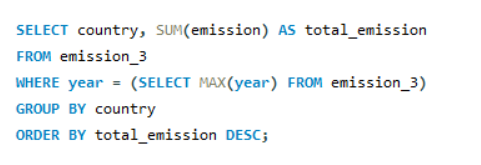 SELECT country, SUM(emission) AS total_emission
FROM emission_3
WHERE year = (SELECT MAX(year) FROM emission_3)
GROUP BY country
ORDER BY total_emission DESC;